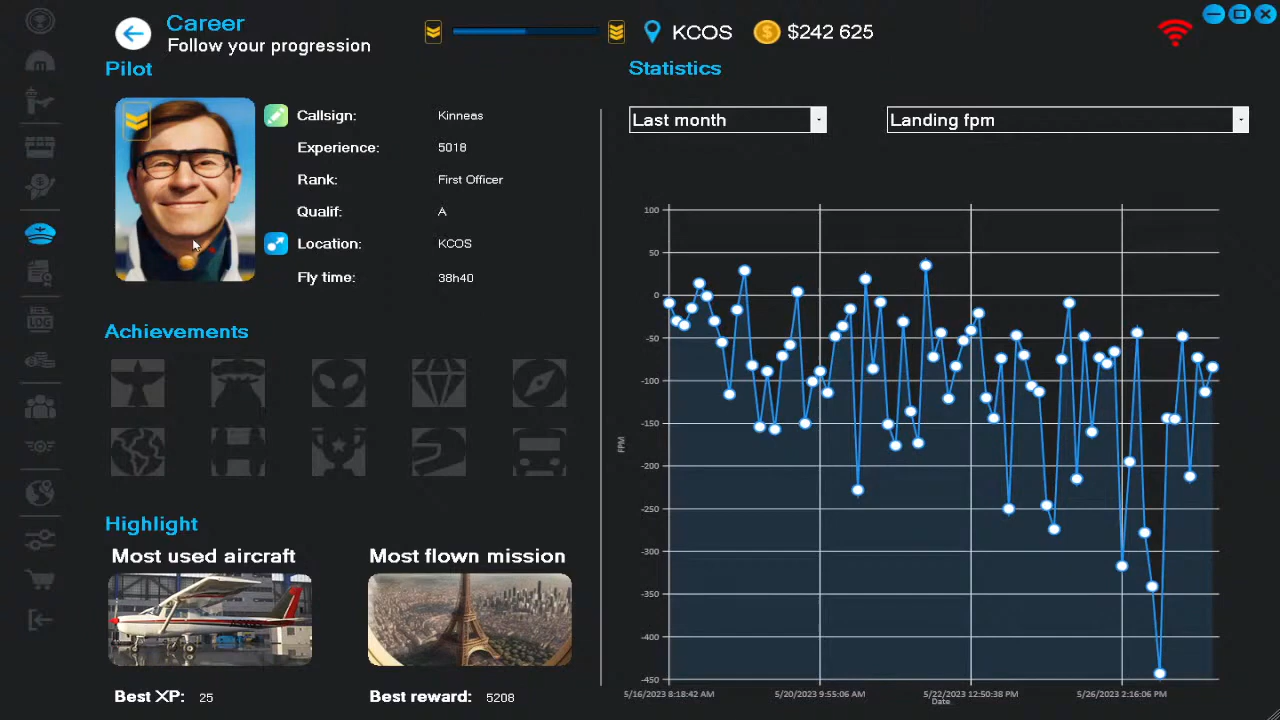 Career
Follow your progression
KCOS
$242 625
Pilot
Callsign: Kinneas
Experience: 5018
Rank: First Officer
Qualif: A
Location: KCOS
Fly time: 38h40
Achievements
Highlight
Most used aircraft
Most flown mission
Best XP: 25
Best reward: 5208
Statistics
Last month
Landing fpm
100
50
0
-50
-100
-150
-200
-250
-300
-350
-400
-450
FPM
5/16/2023 8:18:42 AM
5/20/2023 9:55:06 AM
5/22/2023 12:50:38 PM
5/26/2023 2:16:06 PM
Date
LOG